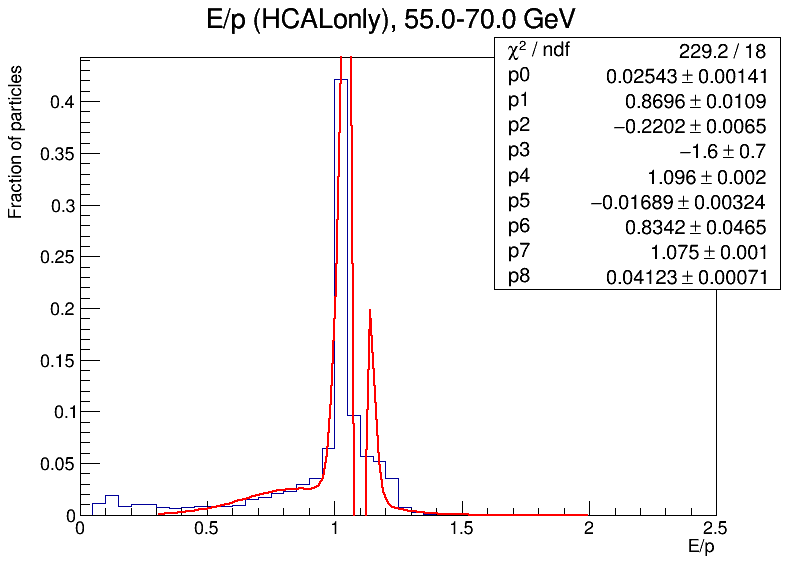 E/p (HCALonly), 55.0-70.0 GeV
χ² / ndf 229.2 / 18
p0 0.02543 ± 0.00141
p1 0.8696 ± 0.0109
p2 −0.2202 ± 0.0065
p3 −1.6 ± 0.7
p4 1.096 ± 0.002
p5 −0.01689 ± 0.00324
p6 0.8342 ± 0.0465
p7 1.075 ± 0.001
p8 0.04123 ± 0.00071
Fraction of particles
0.4
0.35
0.3
0.25
0.2
0.15
0.1
0.05
0
0 0.5 1 1.5 2 2.5
E/p